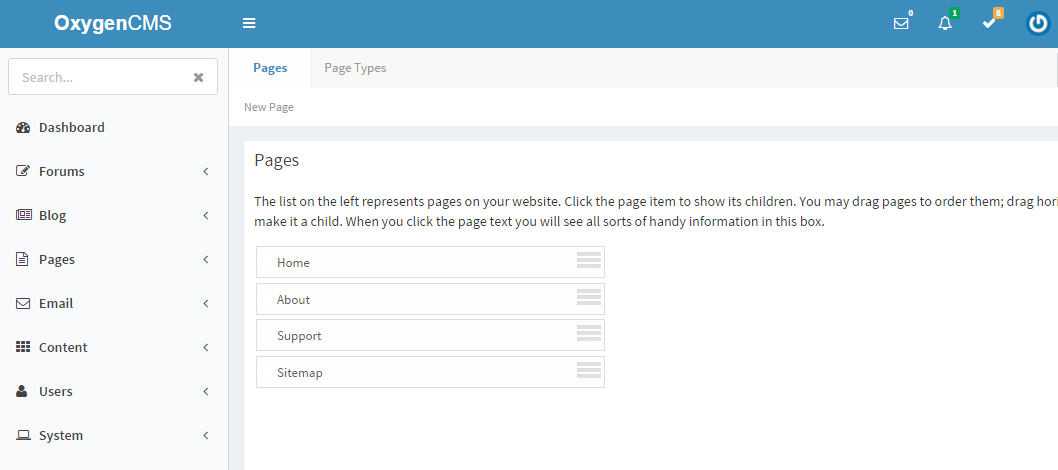 OxygenCMS
0
1
8
Search...
Pages
Page Types
New Page
Dashboard
Forums
Blog
Pages
Email
Content
Users
System
Pages
The list on the left represents pages on your website. Click the page item to show its children. You may drag pages to order them; drag hori
make it a child. When you click the page text you will see all sorts of handy information in this box.
Home
About
Support
Sitemap